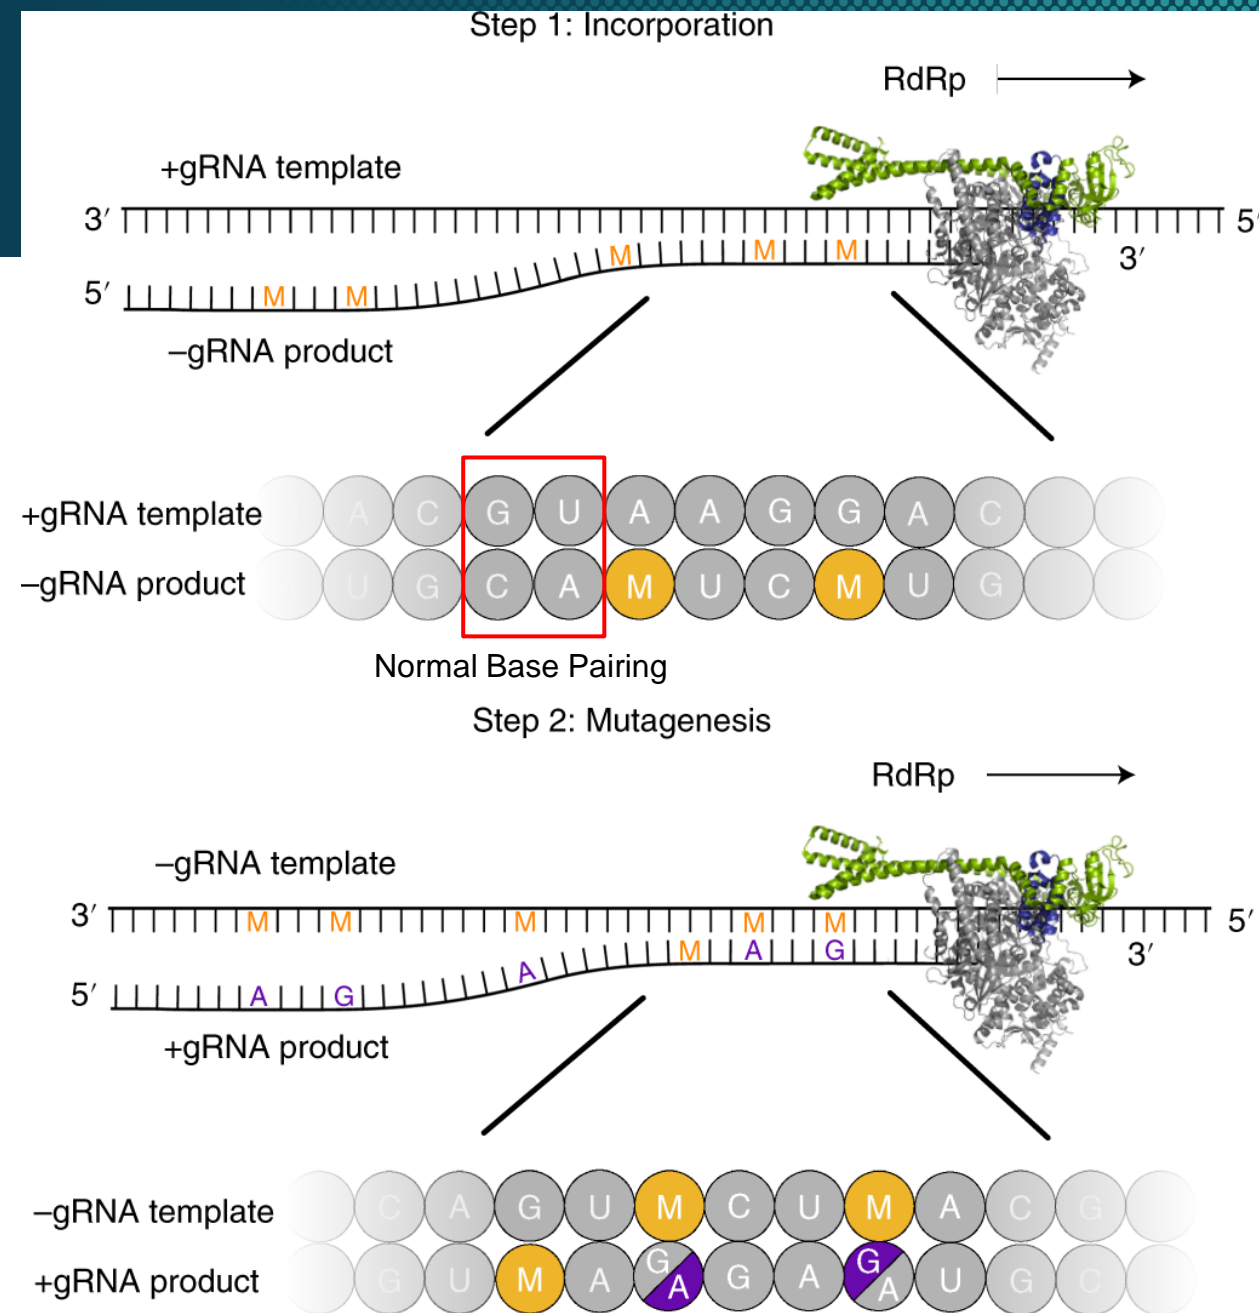 Step 1: Incorporation
RdRp
+gRNA template
3′ 5′
M M M
3′
5′ M M
–gRNA product
+gRNA template A C G U A A G G A C
–gRNA product U G C A M U C M U G
Normal Base Pairing
Step 2: Mutagenesis
RdRp
–gRNA template
3′ M M M M M 5′
M A G 3′
A
5′ A G
+gRNA product
–gRNA template C A G U M C U M A C G
+gRNA product G U M A G A G A G A U G C